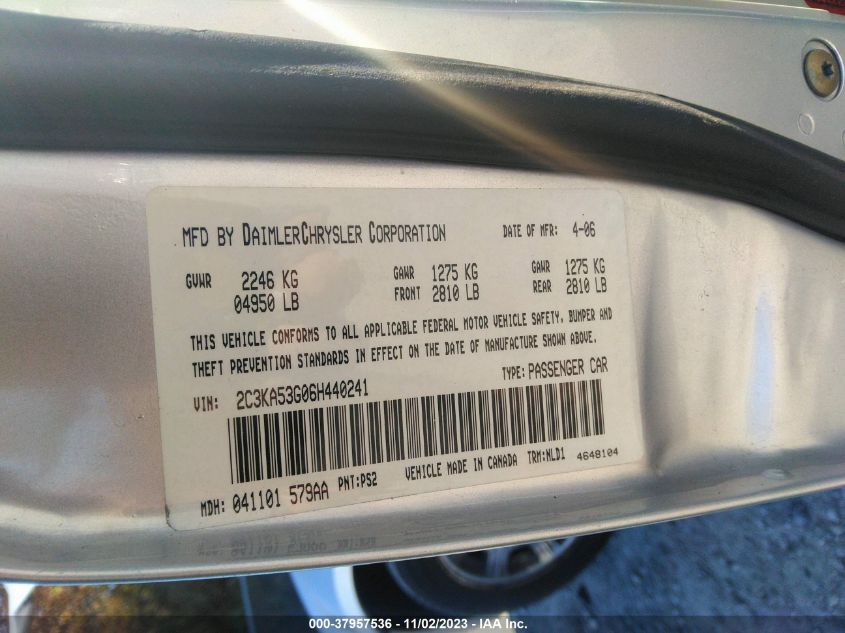 MFD BY DAIMLERCHRYSLER CORPORATION DATE OF MFR: 4-06
GVWR 2246 KG GAWR 1275 KG GAWR 1275 KG
04950 LB FRONT 2810 LB REAR 2810 LB
THIS VEHICLE CONFORMS TO ALL APPLICABLE FEDERAL MOTOR VEHICLE SAFETY, BUMPER AND
THEFT PREVENTION STANDARDS IN EFFECT ON THE DATE OF MANUFACTURE SHOWN ABOVE.
VIN: 2C3KA53G06H440241 TYPE: PASSENGER CAR
MDH: 041101 579AA PNT:PS2 VEHICLE MADE IN CANADA TRM:NLD1 4648104
000-37957536 - 11/02/2023 - IAA Inc.